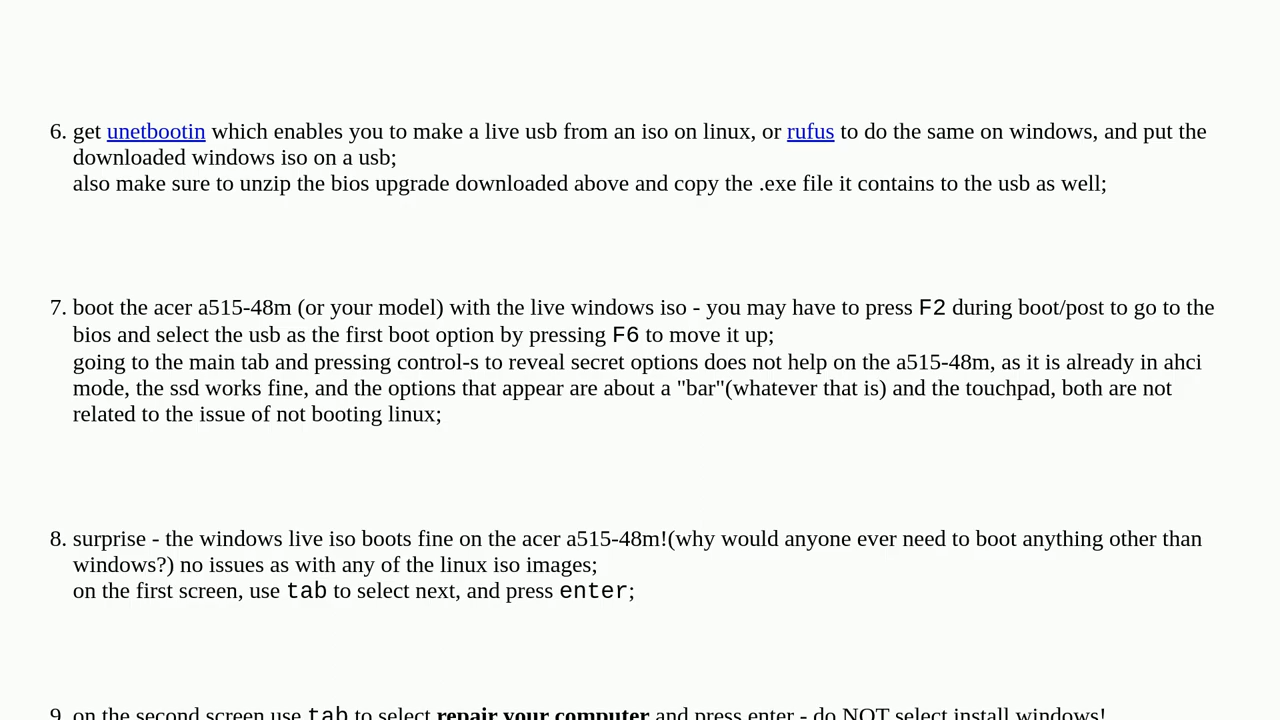 6. get unetbootin which enables you to make a live usb from an iso on linux, or rufus to do the same on windows, and put the
downloaded windows iso on a usb;
also make sure to unzip the bios upgrade downloaded above and copy the .exe file it contains to the usb as well;
7. boot the acer a515-48m (or your model) with the live windows iso - you may have to press F2 during boot/post to go to the
bios and select the usb as the first boot option by pressing F6 to move it up;
going to the main tab and pressing control-s to reveal secret options does not help on the a515-48m, as it is already in ahci
mode, the ssd works fine, and the options that appear are about a "bar"(whatever that is) and the touchpad, both are not
related to the issue of not booting linux;
8. surprise - the windows live iso boots fine on the acer a515-48m!(why would anyone ever need to boot anything other than
windows?) no issues as with any of the linux iso images;
on the first screen, use tab to select next, and press enter;
9. on the second screen use tab to select repair your computer and press enter - do NOT select install windows!